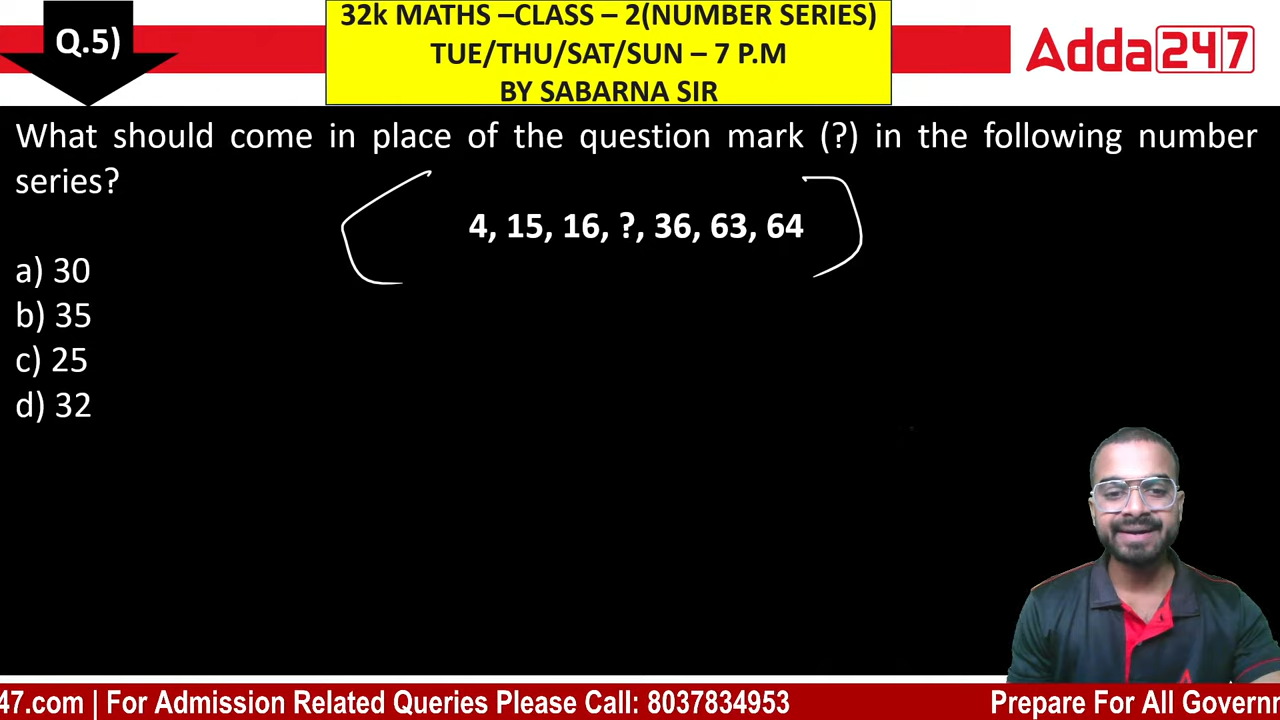 Q.5)
32k MATHS –CLASS – 2(NUMBER SERIES)
TUE/THU/SAT/SUN – 7 P.M
BY SABARNA SIR
Adda247
What should come in place of the question mark (?) in the following number
series?
4, 15, 16, ?, 36, 63, 64
a) 30
b) 35
c) 25
d) 32
47.com | For Admission Related Queries Please Call: 8037834953
Prepare For All Govern